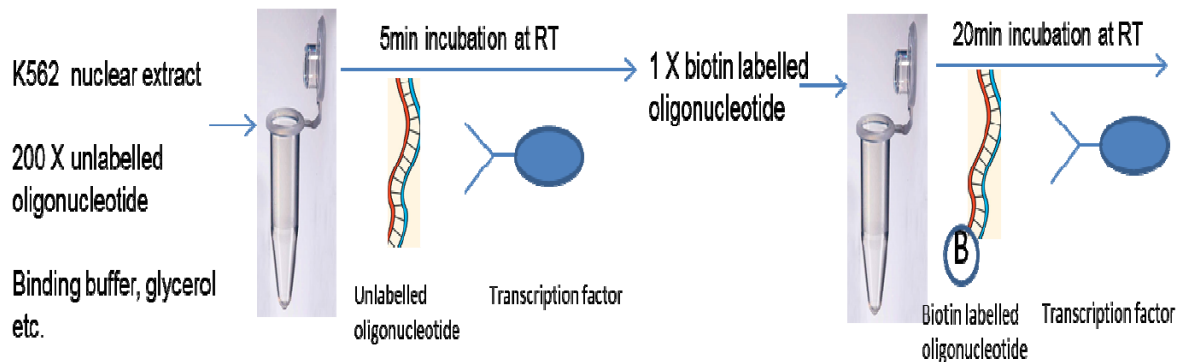 K562 nuclear extract
200 X unlabelled
oligonucleotide
Binding buffer, glycerol
etc.
5min incubation at RT
Unlabelled
oligonucleotide
Transcription factor
1 X biotin labelled
oligonucleotide
20min incubation at RT
B
Biotin labelled
oligonucleotide
Transcription factor